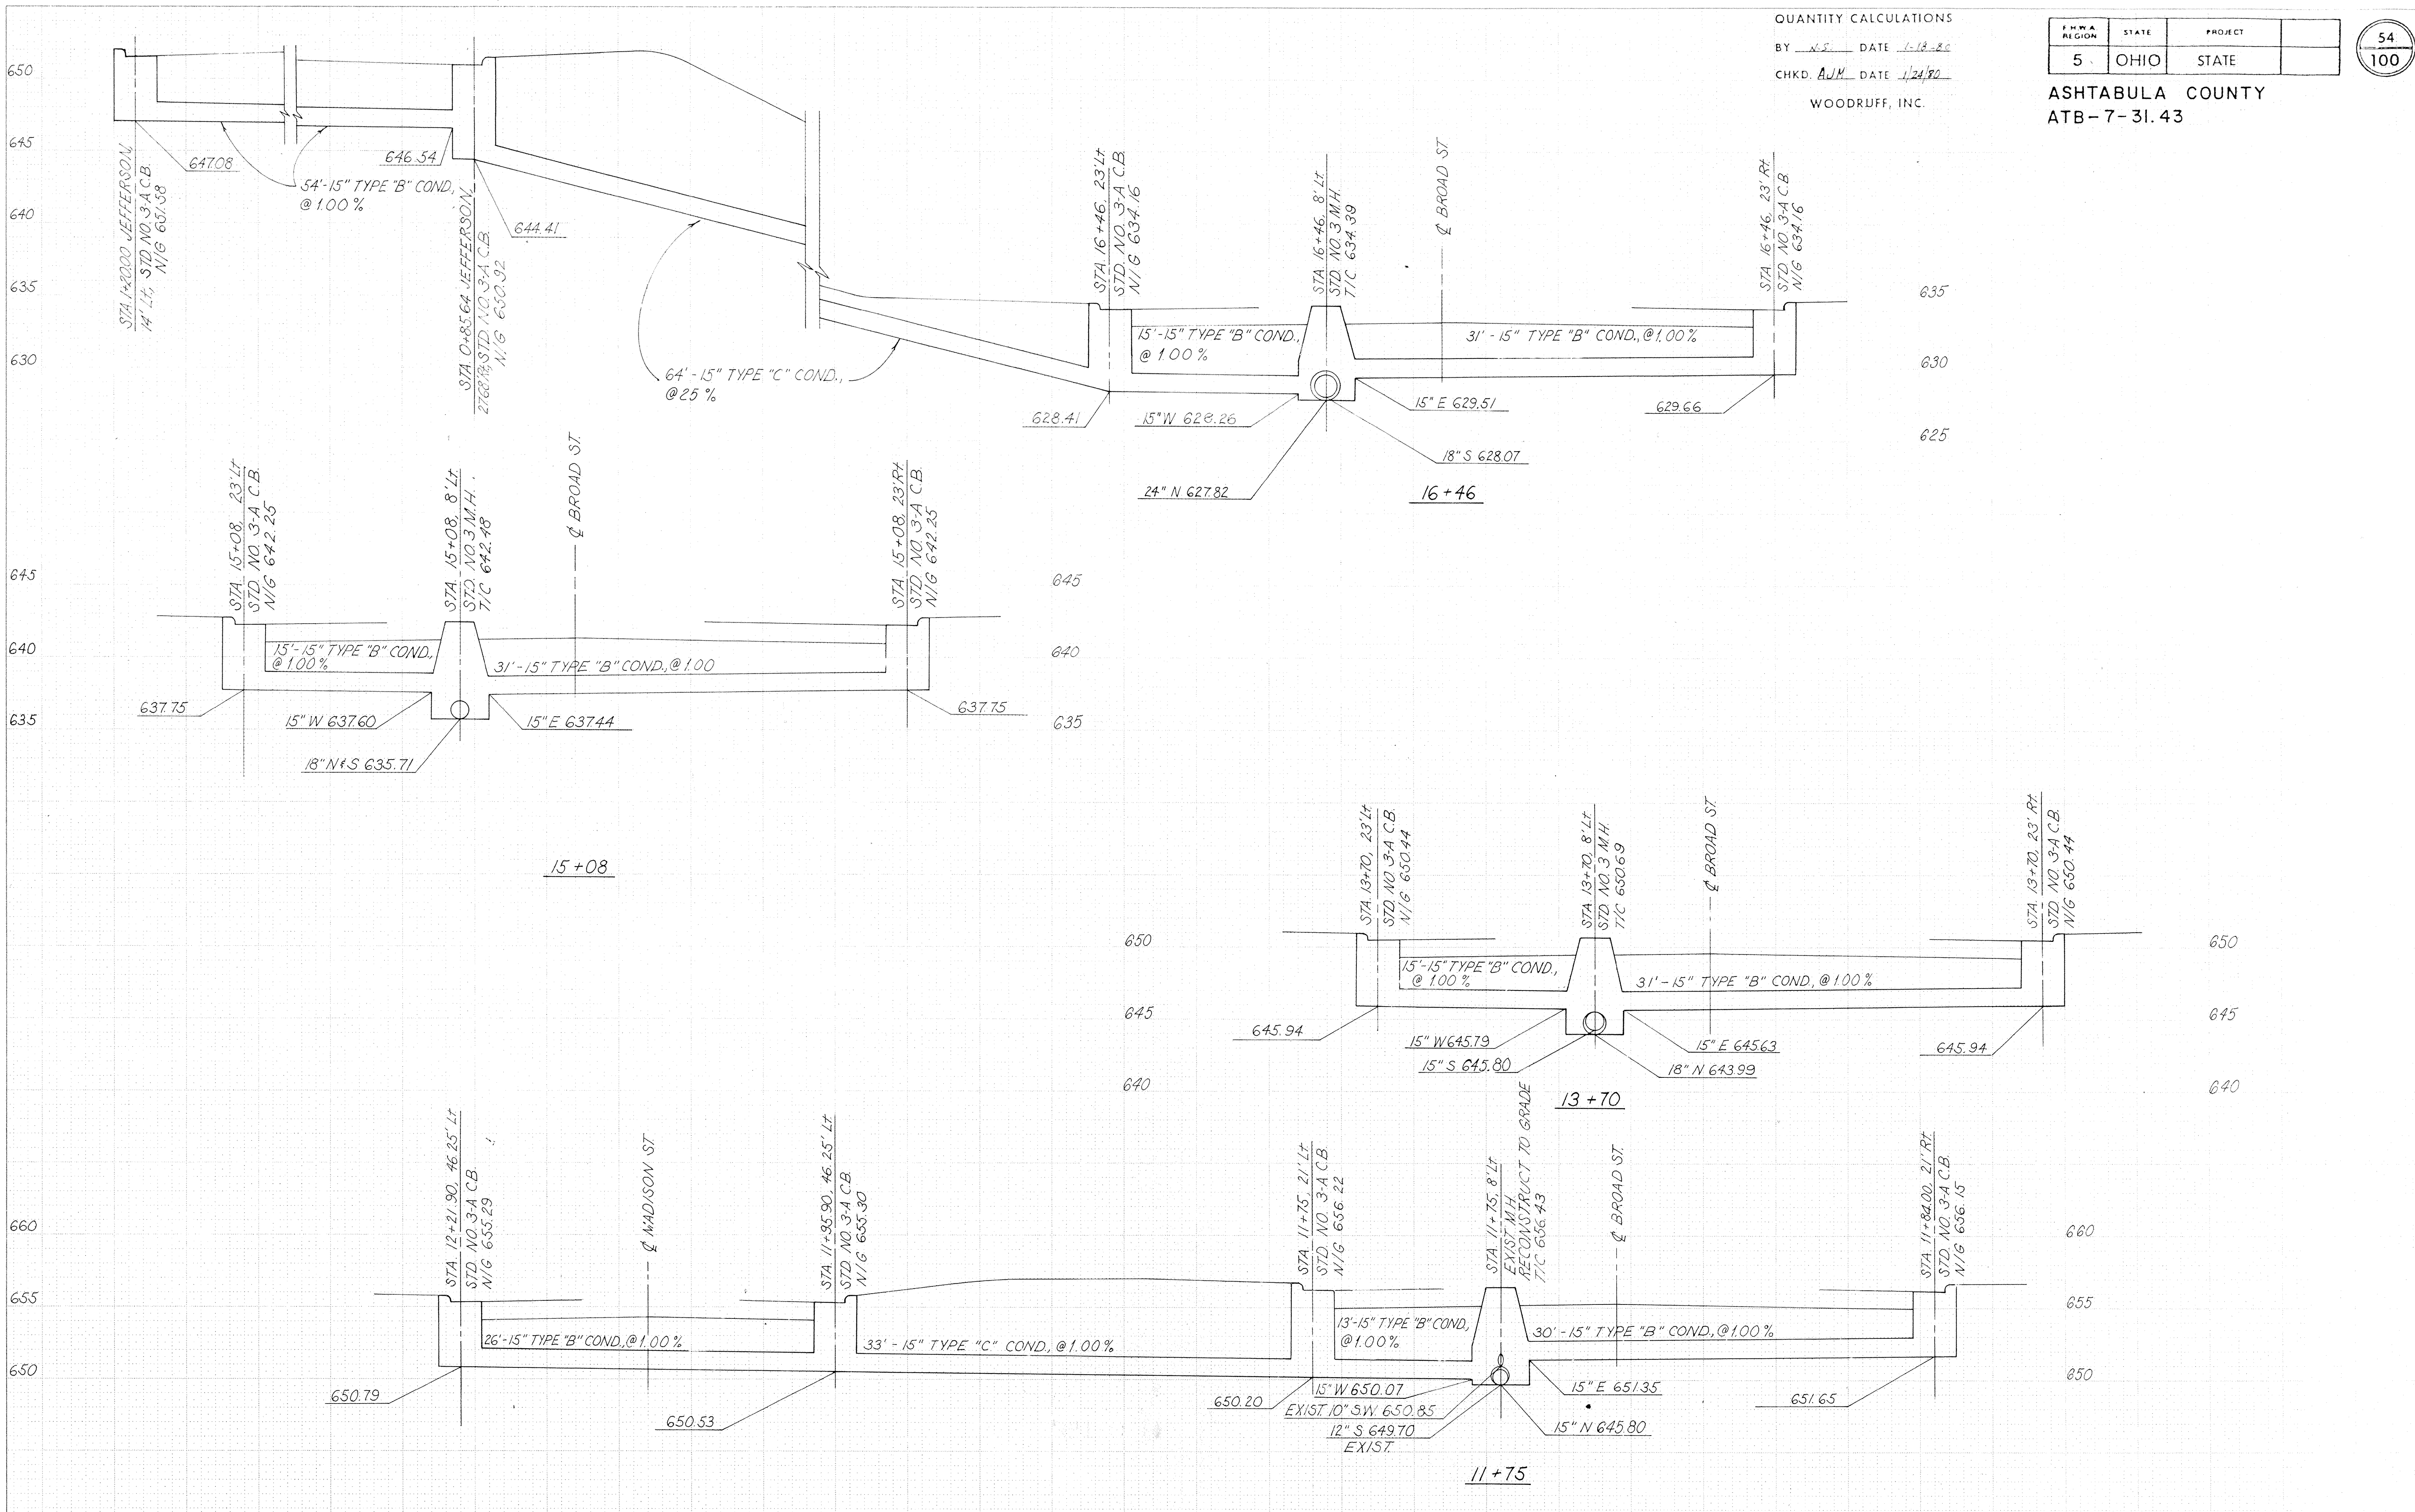 QUANTITY CALCULATIONS
BY N.S. DATE 1-18-80
CHKD. AJM DATE 1/24/80
WOODRUFF, INC.
FHWA REGION STATE PROJECT
5 OHIO STATE
54
100
ASHTABULA COUNTY
ATB-7-31.43
650
645
640
635
630
STA. 1+20.00 JEFFERSON
14' Lt., STD. NO. 3-A C.B.
N/G 651.58
647.08
54'-15" TYPE "B" COND.,
@ 1.00 %
646.54
STA. 0+85.64 JEFFERSON
STD. NO. 3-A C.B.
N/G 650.92
644.41
64'-15" TYPE "C" COND.,
@ 25 %
STA. 16+46, 23' Lt.
STD. NO. 3-A C.B.
N/G 634.16
628.41
15'-15" TYPE "B" COND.,
@ 1.00 %
15" W 628.26
STA. 16+46, 8' Lt.
STD. NO. 3 M.H.
T/C 634.39
℄ BROAD ST.
31' - 15" TYPE "B" COND., @ 1.00 %
15" E 629.51
18" S 628.07
24" N 627.82
STA. 16+46, 23' Rt.
STD. NO. 3-A C.B.
N/G 634.16
629.66
635
630
625
16+46
645
640
635
STA. 15+08, 23' Lt.
STD. NO. 3-A C.B.
N/G 642.25
637.75
15'-15" TYPE "B" COND.,
@ 1.00 %
15" W 637.60
18" N & S 635.71
STA. 15+08, 8' Lt.
STD. NO. 3 M.H.
T/C 642.48
℄ BROAD ST.
31'-15" TYPE "B" COND., @ 1.00
15" E 637.44
STA. 15+08, 23' Rt.
STD. NO. 3-A C.B.
N/G 642.25
637.75
645
640
635
15+08
650
645
640
STA. 13+70, 23' Lt.
STD. NO. 3-A C.B.
N/G 650.44
645.94
15'-15" TYPE "B" COND.,
@ 1.00 %
15" W 645.79
15" S 645.80
STA. 13+70, 8' Lt.
STD. NO. 3 M.H.
T/C 650.69
℄ BROAD ST.
31'-15" TYPE "B" COND., @ 1.00 %
15" E 645.63
18" N 643.99
STA. 13+70, 23' Rt.
STD. NO. 3-A C.B.
N/G 650.44
645.94
650
645
640
13+70
660
655
650
STA. 12+21.90, 46.25' Lt
STD. NO. 3-A C.B.
N/G 655.29
650.79
℄ MADISON ST.
26'-15" TYPE "B" COND., @ 1.00 %
STA. 11+95.90, 46.25' Lt
STD. NO. 3-A C.B.
N/G 655.30
650.53
33' - 15" TYPE "C" COND., @ 1.00 %
STA. 11+75, 21' Lt
STD. NO. 3-A C.B.
N/G 656.22
650.20
13'-15" TYPE "B" COND.,
@ 1.00 %
15" W 650.07
EXIST. 10" S.W. 650.85
12" S 649.70
EXIST.
STA. 11+75, 8' Lt
EXIST. M.H.
RECONSTRUCT TO GRADE
T/C 656.43
℄ BROAD ST.
30'-15" TYPE "B" COND., @ 1.00 %
15" E 651.35
15" N 645.80
STA. 11+84.00, 21' Rt.
STD. NO. 3-A C.B.
N/G 656.15
651.65
660
655
650
11+75